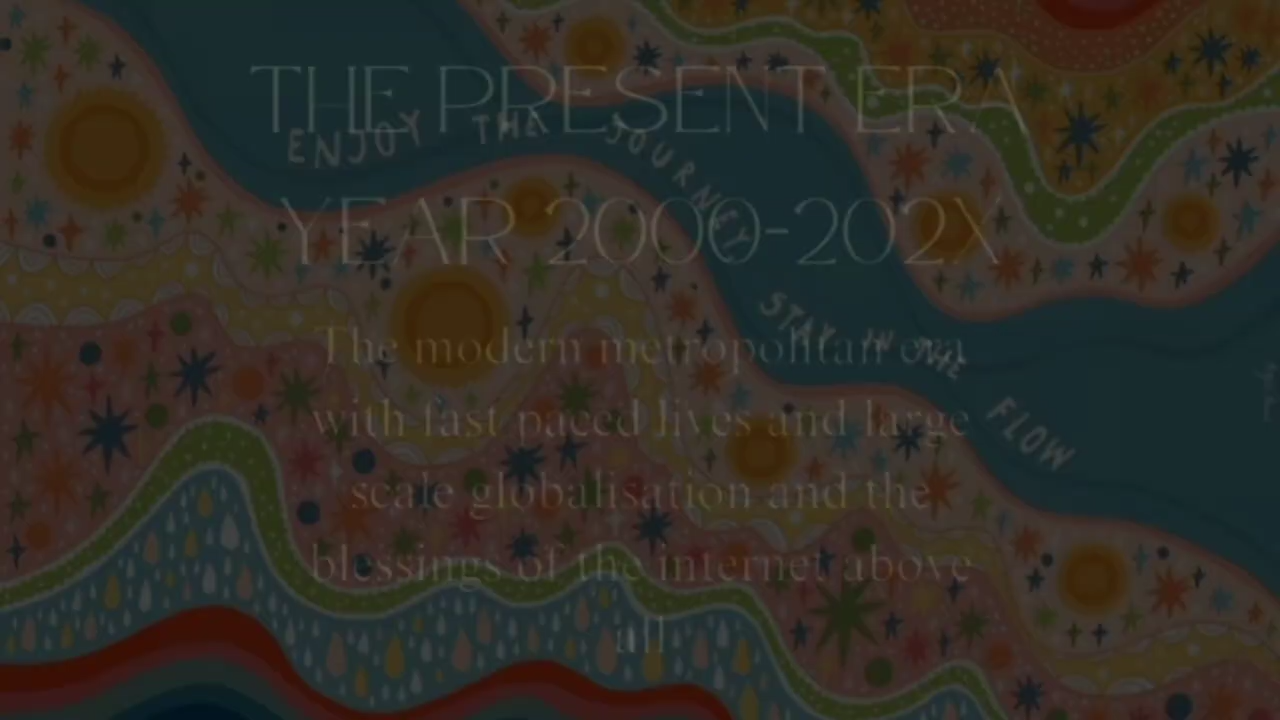 THE PRESENT ERA
ENJOY THE JOURNEY
YEAR 2000-202X
STAY IN THE FLOW
The modern metropolitan era
with fast paced lives and large
scale globalisation and the
blessings of the internet above
all